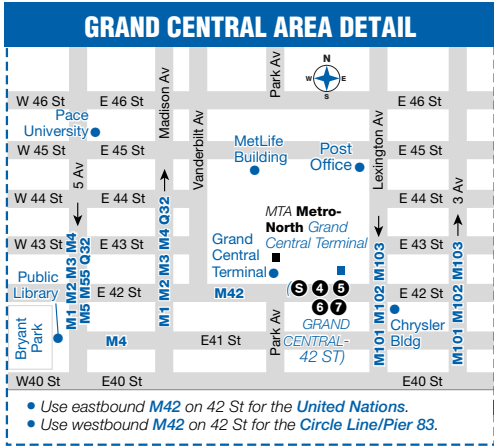 GRAND CENTRAL AREA DETAIL
Park Av
N
W E
S
Madison Av
W 46 St
E 46 St
E 46 St
Pace
University
Vanderbilt Av
MetLife
Building
Post
Office
Lexington Av
W 45 St
E 45 St
E 45 St
5 Av
3 Av
W 44 St
E 44 St
E 44 St
MTA Metro-
North Grand
Central Terminal
W 43 St
E 43 St
E 43 St
M1 M2 M3 M4
M5 M55 Q32
M1 M2 M3 M4 Q32
Grand
Central
Terminal
M101 M102 M103
M101 M102 M103
Public
Library
E 42 St
M42
(S 4 5
6 7
GRAND
CENTRAL-
42 ST)
E 42 St
Chrysler
Bldg
Bryant
Park
M4
E41 St
Park Av
W40 St
E40 St
E40 St
• Use eastbound M42 on 42 St for the United Nations.
• Use westbound M42 on 42 St for the Circle Line/Pier 83.